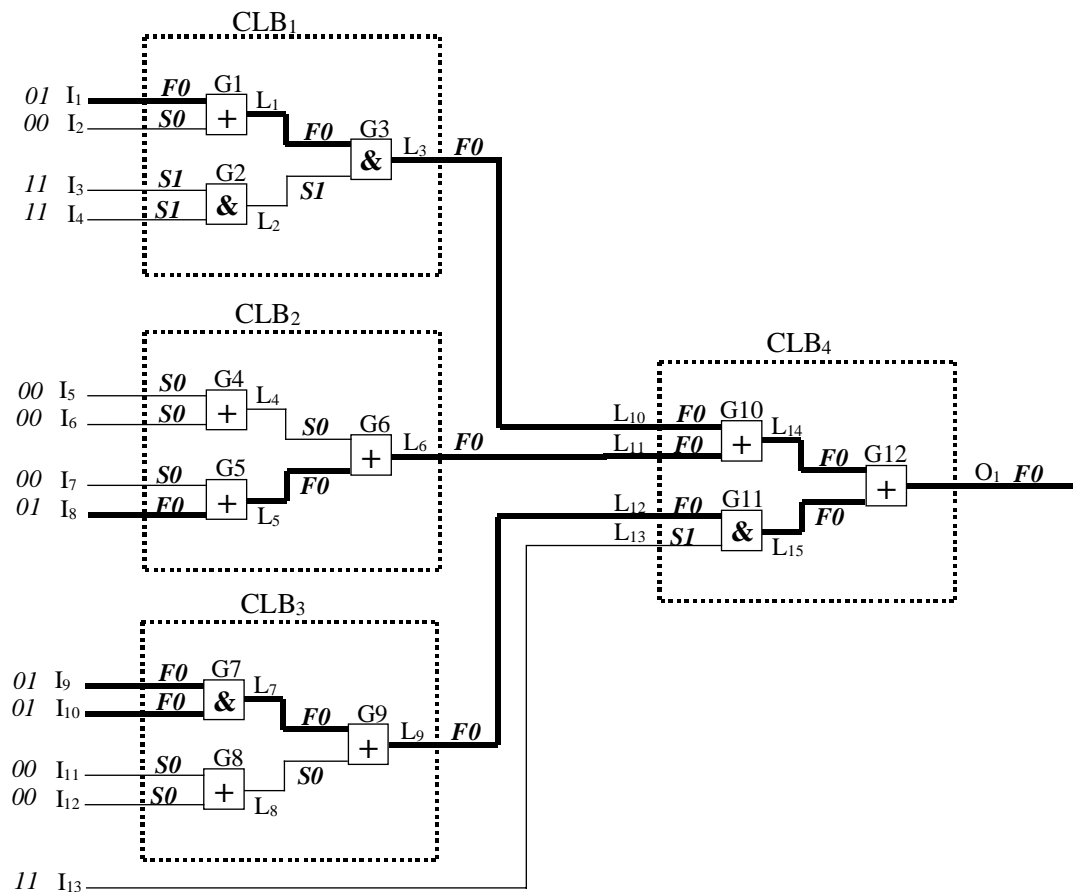 CLB1
01 I1 F0 G1 L1
00 I2 S0 +
F0 G3 L3 F0
&
11 I3 S1 G2
11 I4 S1 & L2 S1
CLB2
00 I5 S0 G4 L4
00 I6 S0 +
S0 G6 L6 F0
+
00 I7 S0 G5 F0
01 I8 F0 + L5
CLB4
L10 F0 G10 L14
L11 F0 +
F0 G12 O1 F0
+
L12 F0 G11 F0
L13 S1 & L15
CLB3
01 I9 F0 G7 L7
01 I10 F0 &
F0 G9 L9 F0
+
00 I11 S0 G8 S0
00 I12 S0 + L8
11 I13